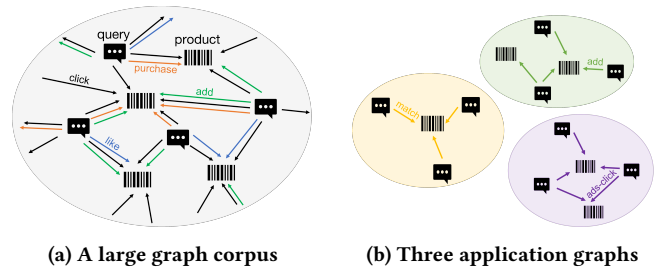 query
product
purchase
click
add
like
match
add
ads-click
(a) A large graph corpus
(b) Three application graphs